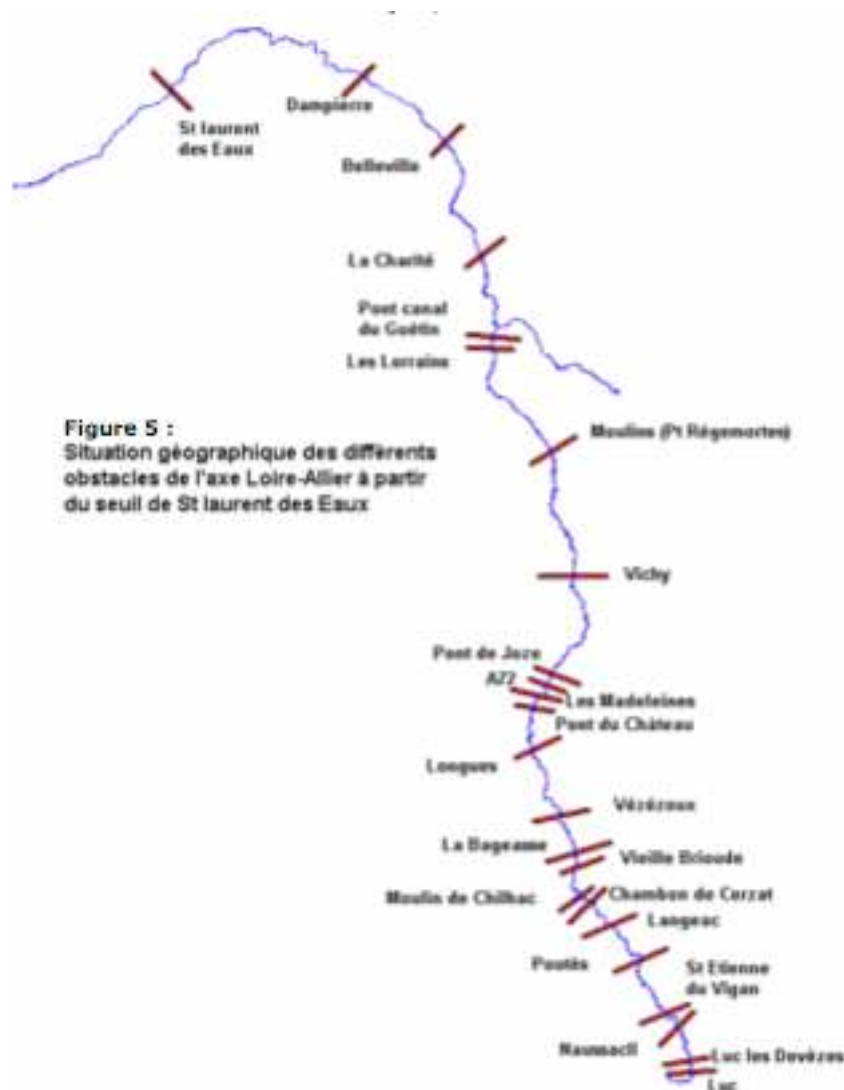 St laurent
des Eaux
Dampierre
Belleville
La Charité
Pont canal
du Guétin
Les Lorrains
Figure 5 :
Situation géographique des différents
obstacles de l'axe Loire-Allier à partir
du seuil de St laurent des Eaux
Moulins (Pt Régemortes)
Vichy
Pont de Joze
A72
Les Madeleines
Pont du Château
Longues
Vézézoux
La Bageasse
Vieille Brioude
Moulin de Chilhac
Chambon de Cerzat
Langeac
Poutès
St Etienne
du Vigan
Naussac II
Luc les Devèzes
Luc